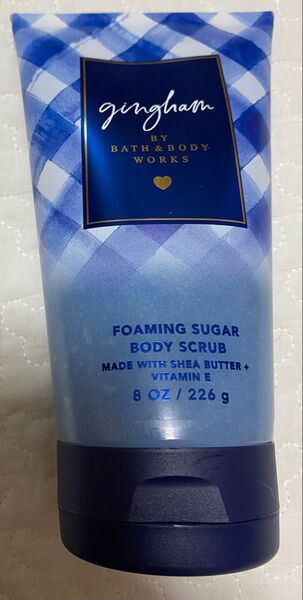 gingham
BY
BATH & BODY
WORKS
FOAMING SUGAR
BODY SCRUB
MADE WITH SHEA BUTTER +
VITAMIN E
8 OZ / 226 g